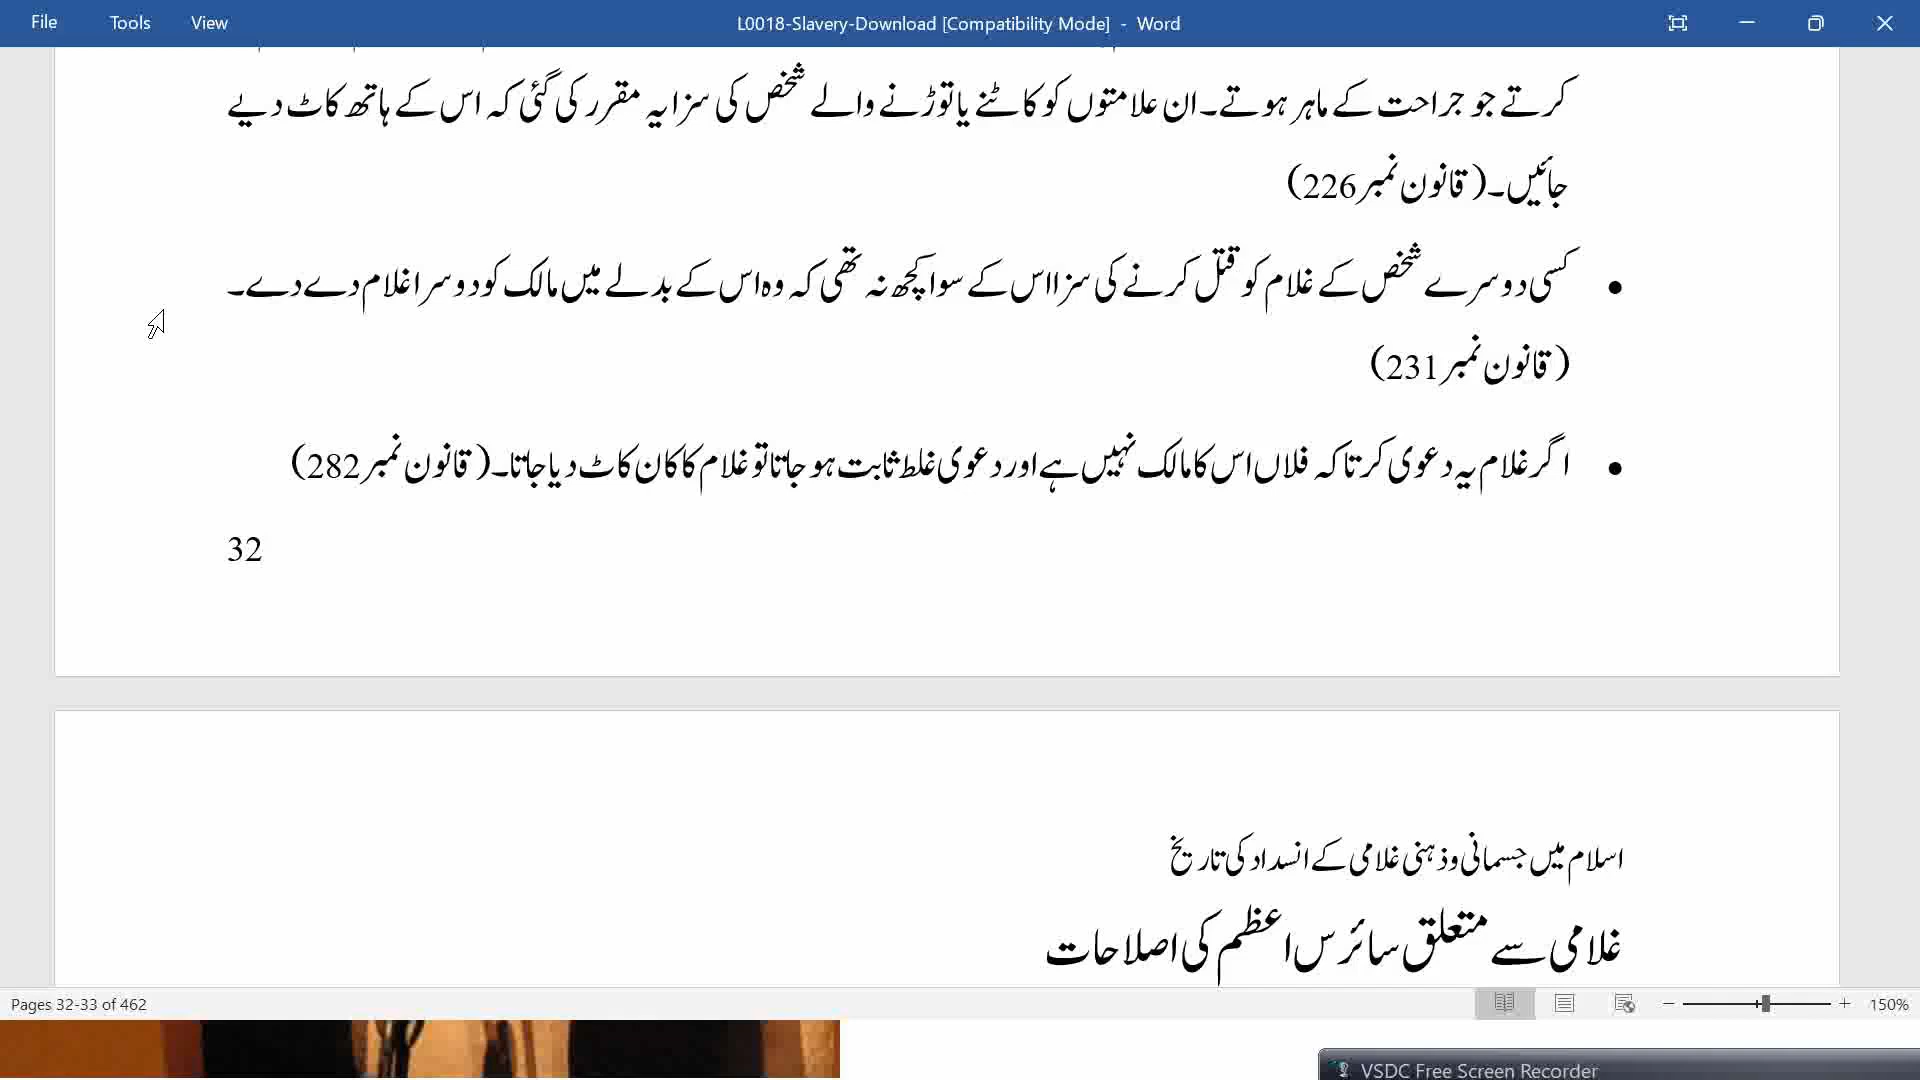 File Tools View L0018-Slavery-Download [Compatibility Mode] - Word
کرتے جو جراحت کے ماہر ہوتے۔ ان علامتوں کو کاٹنے یا توڑنے والے شخص کی سزا یہ مقرر کی گئی کہ اس کے ہاتھ کاٹ دیے
جائیں۔ (قانون نمبر 226)
• کسی دوسرے شخص کے غلام کو قتل کرنے کی سزا اس کے سوا کچھ نہ تھی کہ وہ اس کے بدلے میں مالک کو دوسرا غلام دے دے۔
(قانون نمبر 231)
• اگر غلام یہ دعوی کرتا کہ فلاں اس کا مالک نہیں ہے اور دعوی غلط ثابت ہو جاتا تو غلام کا کان کاٹ دیا جاتا۔ (قانون نمبر 282)
32
اسلام میں جسمانی و ذہنی غلامی کے انسداد کی تاریخ
غلامی سے متعلق سائرس اعظم کی اصلاحات
Pages 32-33 of 462 150%
VSDC Free Screen Recorder